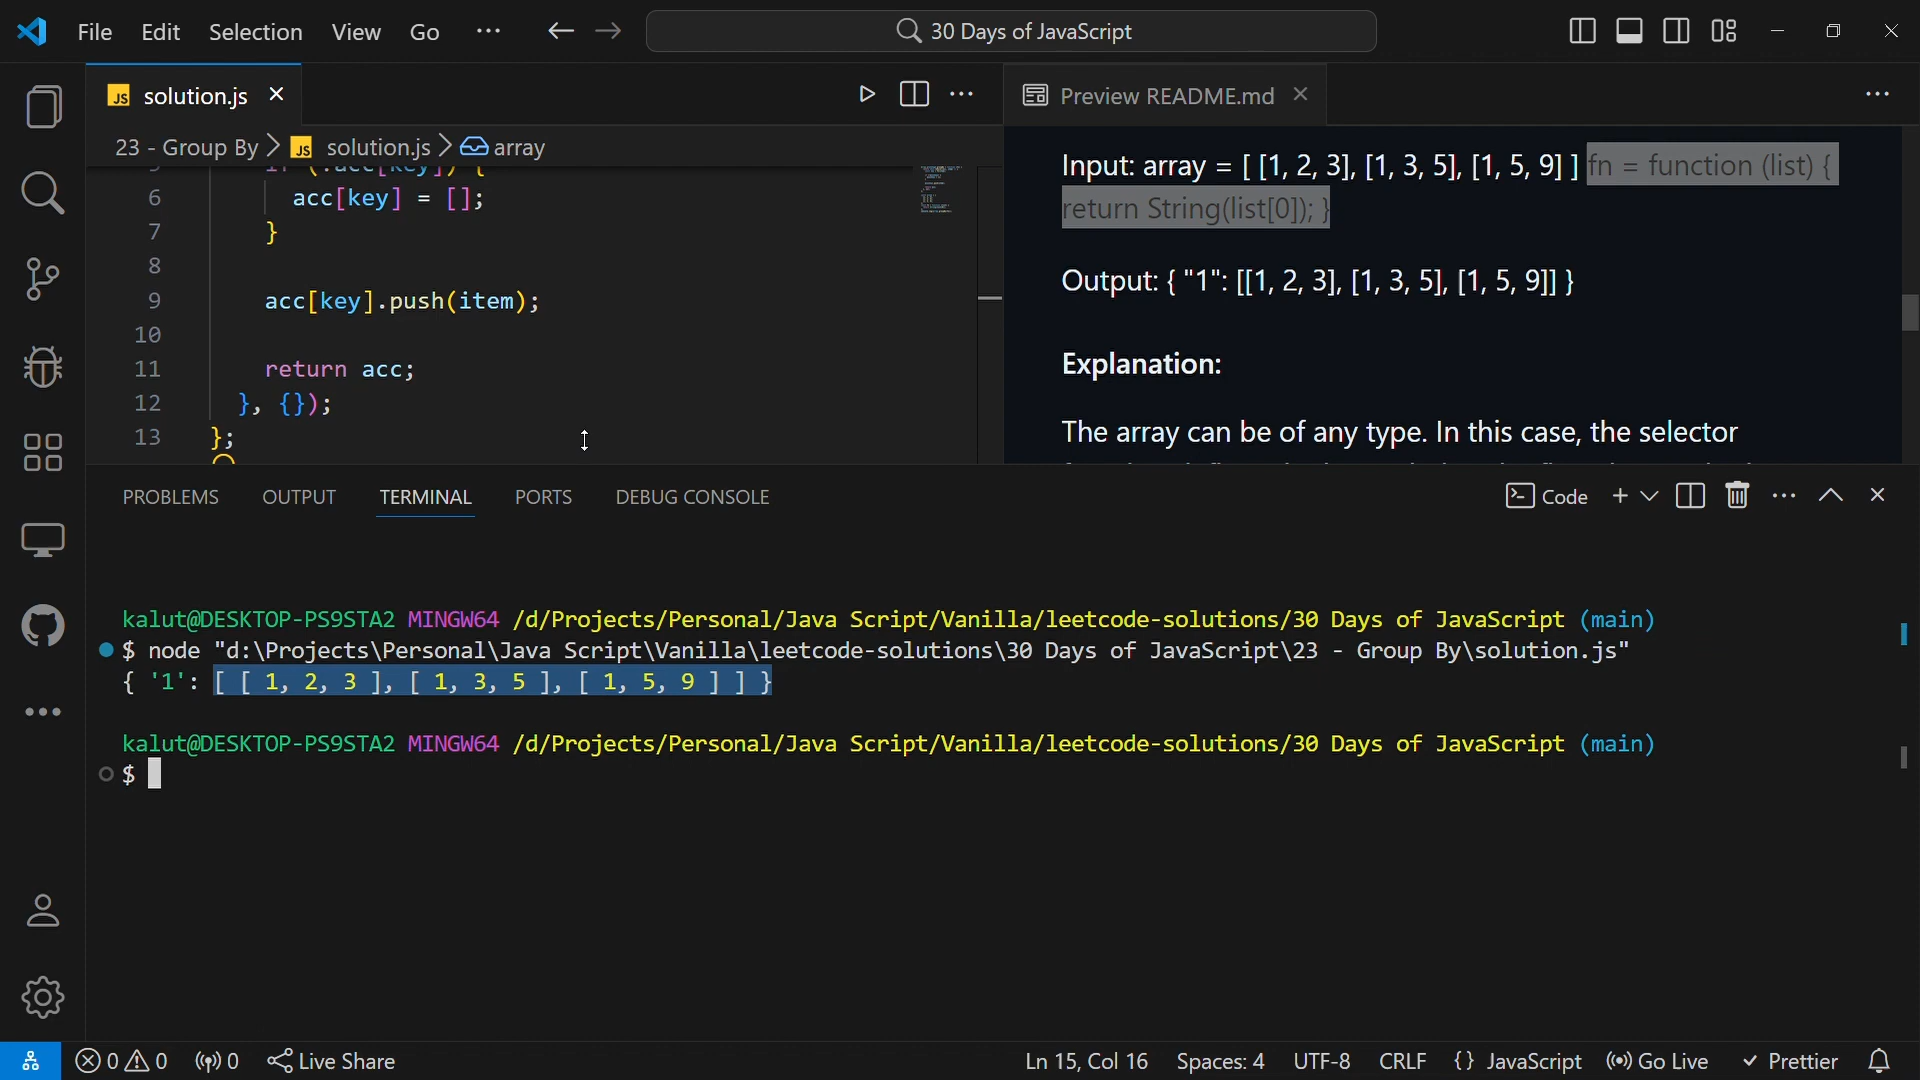 File Edit Selection View Go ··· 30 Days of JavaScript
JS solution.js
Preview README.md
23 - Group By > JS solution.js > array
6 acc[key] = [];
7 }
8
9 acc[key].push(item);
10
11 return acc;
12 }, {});
13 };
Input: array = [ [1, 2, 3], [1, 3, 5], [1, 5, 9] ] fn = function (list) {
return String(list[0]); }
Output: { "1": [[1, 2, 3], [1, 3, 5], [1, 5, 9]] }
Explanation:
The array can be of any type. In this case, the selector
PROBLEMS OUTPUT TERMINAL PORTS DEBUG CONSOLE Code
kalut@DESKTOP-PS9STA2 MINGW64 /d/Projects/Personal/Java Script/Vanilla/leetcode-solutions/30 Days of JavaScript (main)
$ node "d:\Projects\Personal\Java Script\Vanilla\leetcode-solutions\30 Days of JavaScript\23 - Group By\solution.js"
{ '1': [ [ 1, 2, 3 ], [ 1, 3, 5 ], [ 1, 5, 9 ] ] }
kalut@DESKTOP-PS9STA2 MINGW64 /d/Projects/Personal/Java Script/Vanilla/leetcode-solutions/30 Days of JavaScript (main)
$
0 0 0 Live Share Ln 15, Col 16 Spaces: 4 UTF-8 CRLF {} JavaScript Go Live Prettier